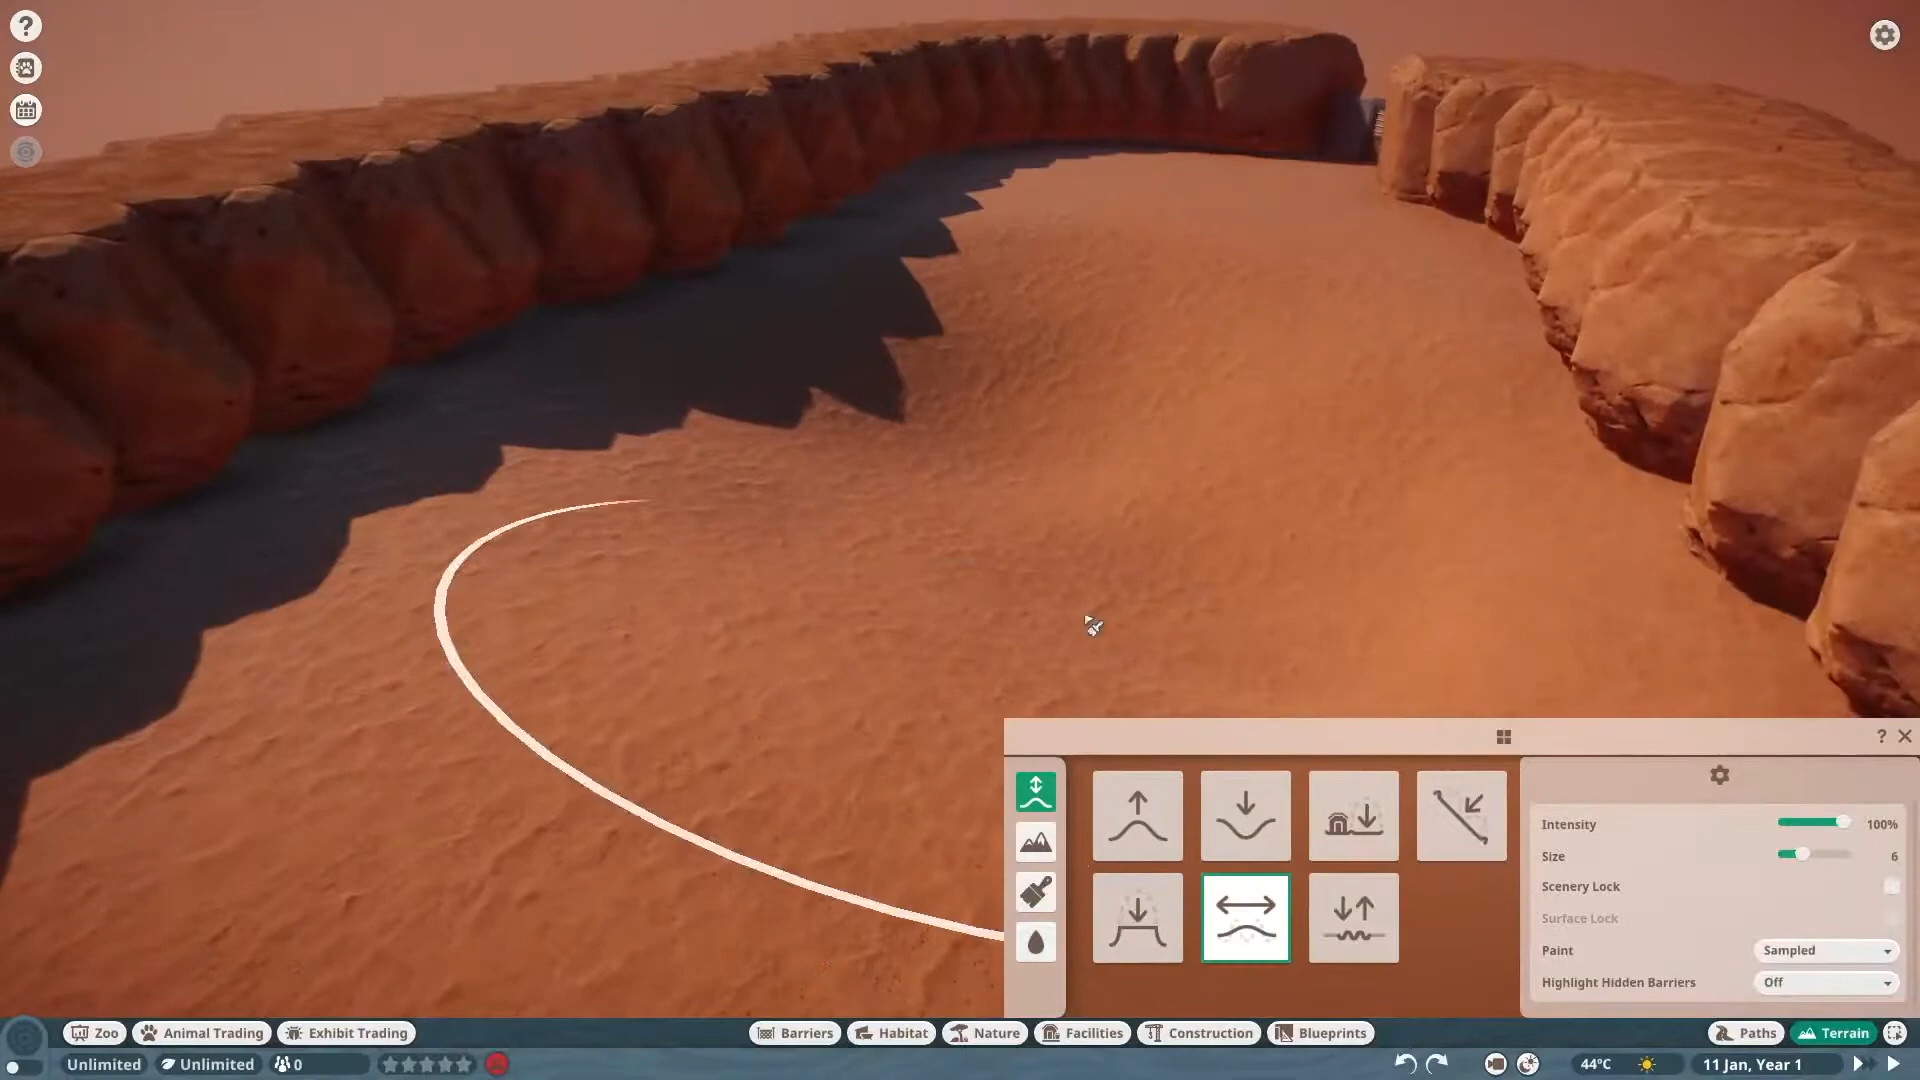 ?
? ×
Intensity 100%
Size 6
Scenery Lock
Surface Lock
Paint Sampled
Highlight Hidden Barriers Off
Zoo Animal Trading Exhibit Trading Barriers Habitat Nature Facilities Construction Blueprints Paths Terrain
Unlimited Unlimited 0 44°C 11 Jan, Year 1